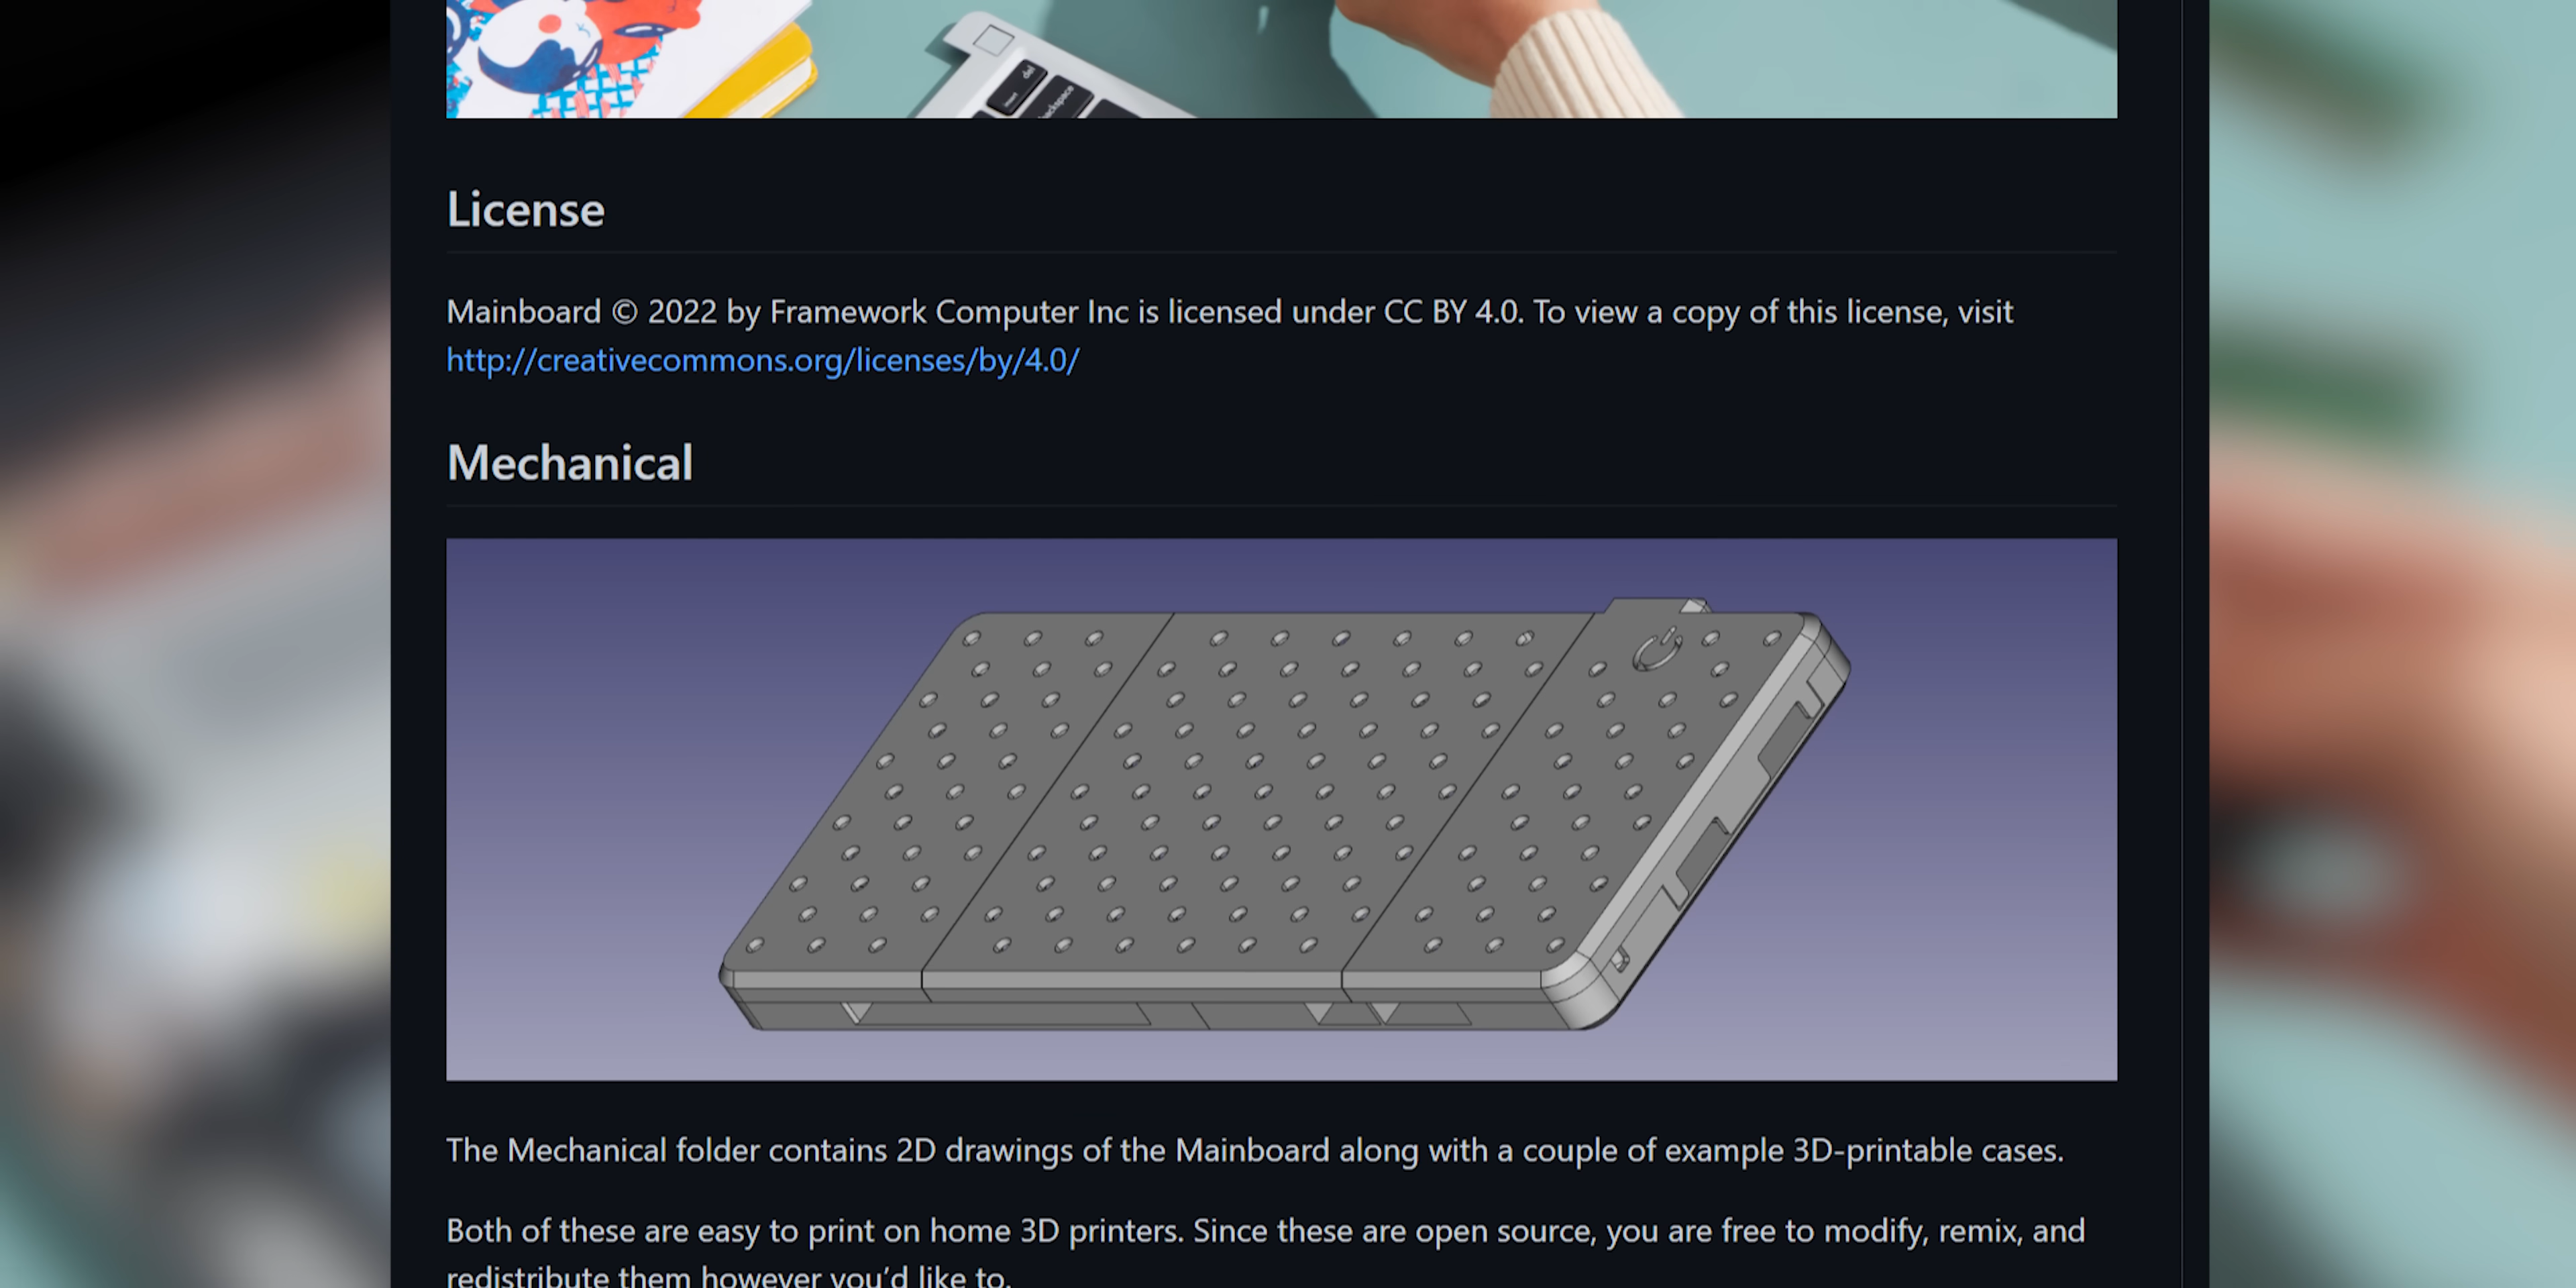 del
insert
backspace
License
Mainboard © 2022 by Framework Computer Inc is licensed under CC BY 4.0. To view a copy of this license, visit
http://creativecommons.org/licenses/by/4.0/
Mechanical
The Mechanical folder contains 2D drawings of the Mainboard along with a couple of example 3D-printable cases.
Both of these are easy to print on home 3D printers. Since these are open source, you are free to modify, remix, and
redistribute them however you’d like to.